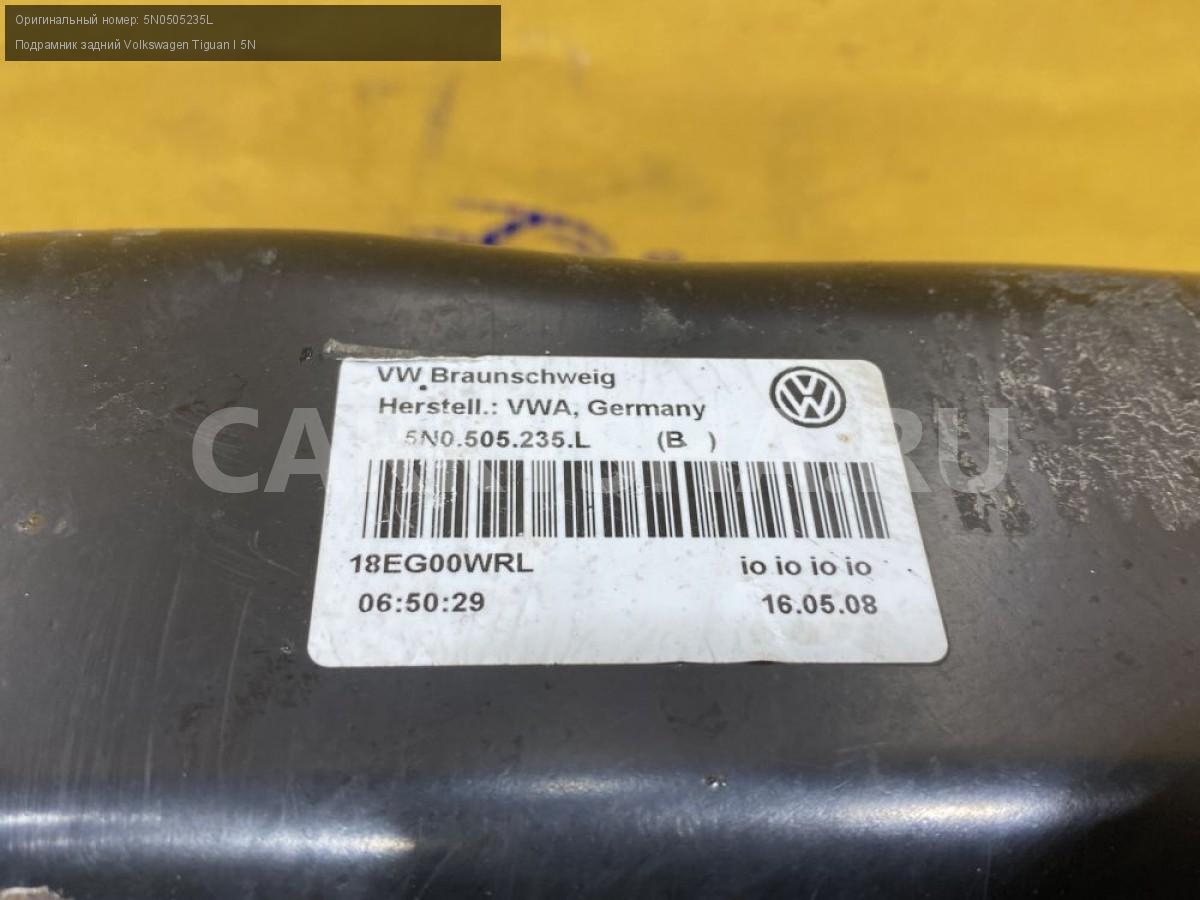 Оригинальный номер: 5N0505235L
Подрамник задний Volkswagen Tiguan I 5N
VW Braunschweig
Herstell.: VWA, Germany
5N0.505.235.L (B )
18EG00WRL io io io io
06:50:29 16.05.08